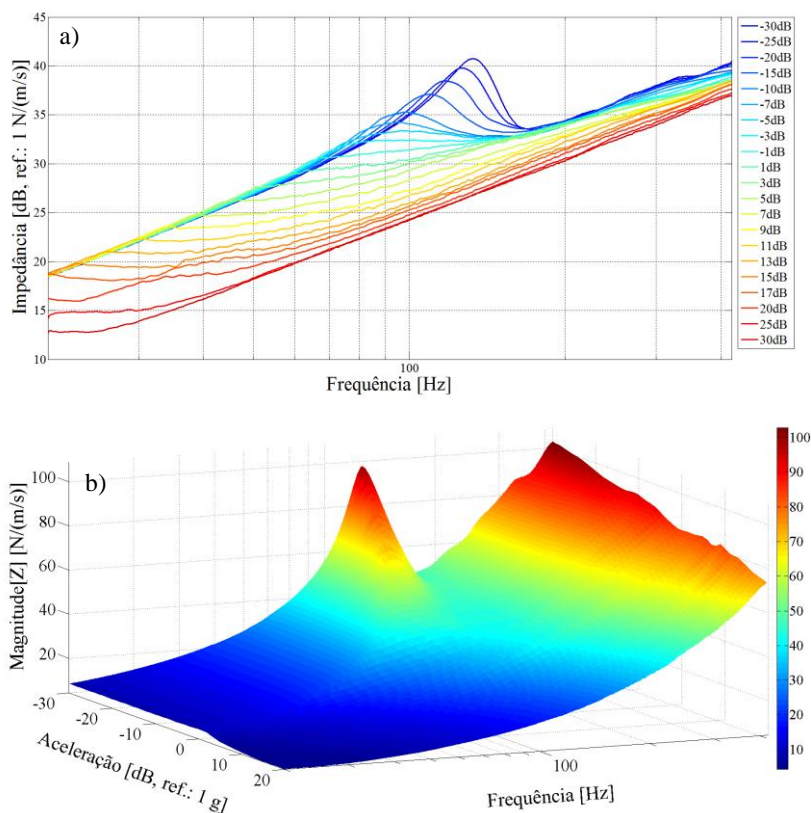 a)
Impedância [dB, ref.: 1 N/(m/s)]
45
40
35
30
25
20
15
10
100
Frequência [Hz]
-30dB
-25dB
-20dB
-15dB
-10dB
-7dB
-5dB
-3dB
-1dB
1dB
3dB
5dB
7dB
9dB
11dB
13dB
15dB
17dB
20dB
25dB
30dB
b)
Magnitude[Z] [N/(m/s)]
100
80
60
40
20
-30
-20
-10
0
10
20
Aceleração [dB, ref.: 1 g]
100
Frequência [Hz]
100
90
80
70
60
50
40
30
20
10